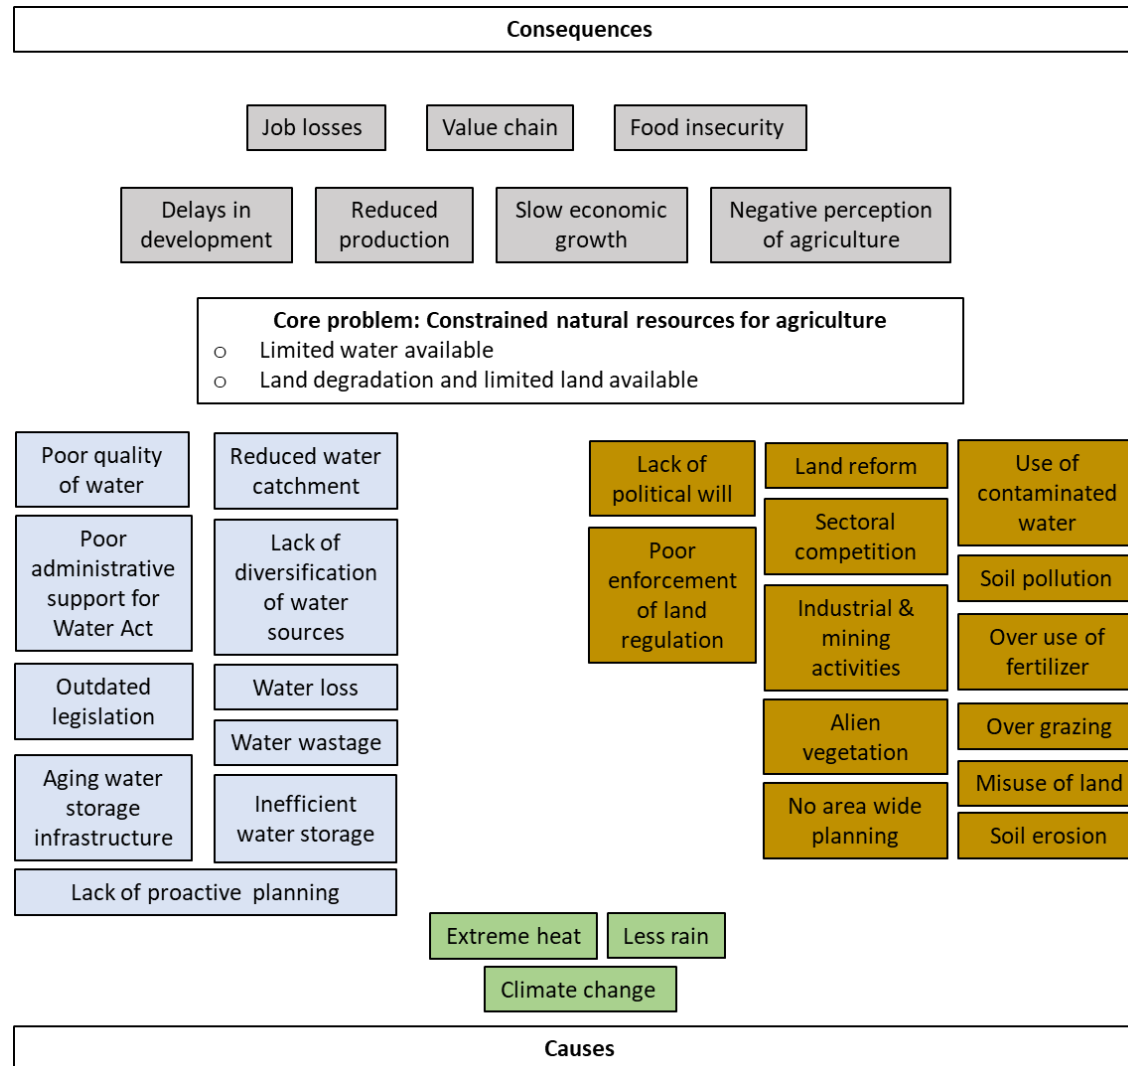 Consequences
Job losses
Value chain
Food insecurity
Delays in
development
Reduced
production
Slow economic
growth
Negative perception
of agriculture
Core problem: Constrained natural resources for agriculture
o Limited water available
o Land degradation and limited land available
Poor quality
of water
Poor
administrative
support for
Water Act
Outdated
legislation
Aging water
storage
infrastructure
Reduced water
catchment
Lack of
diversification
of water
sources
Water loss
Water wastage
Inefficient
water storage
Lack of proactive planning
Lack of
political will
Poor
enforcement
of land
regulation
Land reform
Sectoral
competition
Industrial &
mining
activities
Alien
vegetation
No area wide
planning
Use of
contaminated
water
Soil pollution
Over use of
fertilizer
Over grazing
Misuse of land
Soil erosion
Extreme heat
Less rain
Climate change
Causes